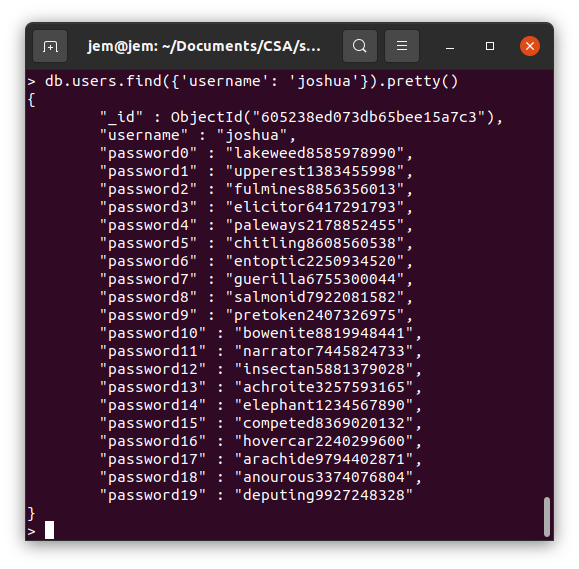 jem@jem: ~/Documents/CSA/s...
> db.users.find({'username': 'joshua'}).pretty()
{
"_id" : ObjectId("605238ed073db65bee15a7c3"),
"username" : "joshua",
"password0" : "lakeweed8585978990",
"password1" : "upperest1383455998",
"password2" : "fulmines8856356013",
"password3" : "elicitor6417291793",
"password4" : "paleways2178852455",
"password5" : "chitling8608560538",
"password6" : "entoptic2250934520",
"password7" : "guerilla6755300044",
"password8" : "salmonid7922081582",
"password9" : "pretoken2407326975",
"password10" : "bowenite8819948441",
"password11" : "narrator7445824733",
"password12" : "insectan5881379028",
"password13" : "achroite3257593165",
"password14" : "elephant1234567890",
"password15" : "competed8369020132",
"password16" : "hovercar2240299600",
"password17" : "arachide9794402871",
"password18" : "anourous3374076804",
"password19" : "deputing9927248328"
}
>